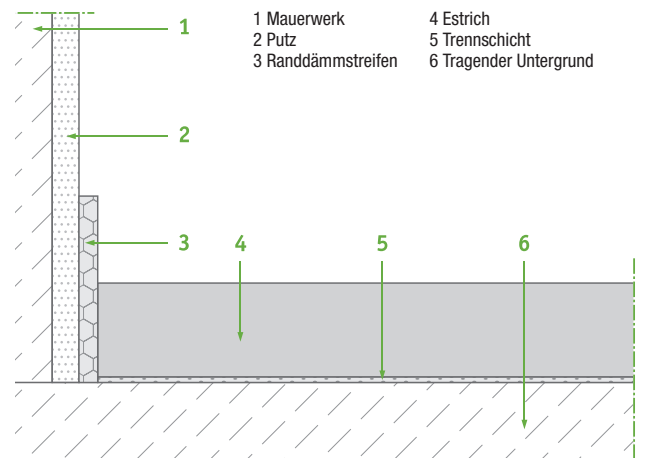 1 Mauerwerk
2 Putz
3 Randdämmstreifen
4 Estrich
5 Trennschicht
6 Tragender Untergrund
1
2
3
4
5
6